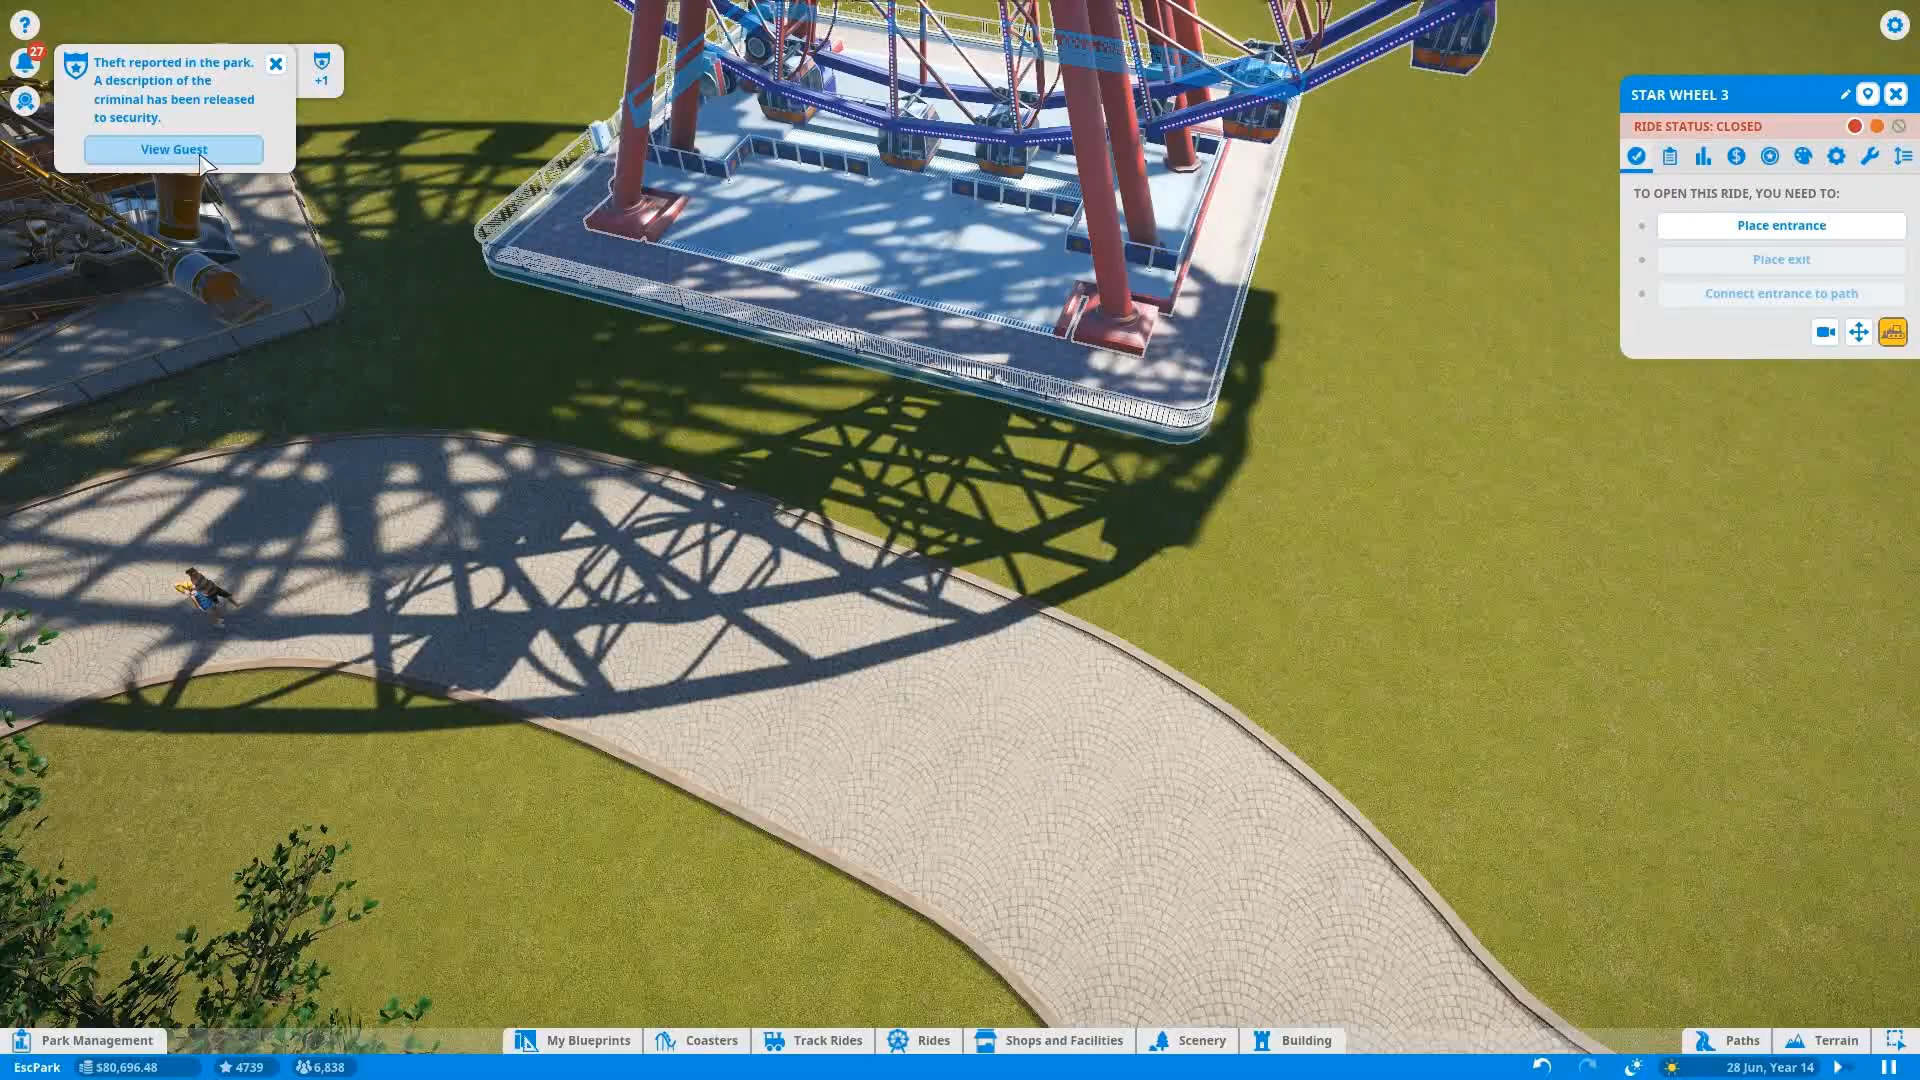 27
Theft reported in the park.
A description of the
criminal has been released
to security.
View Guest
+1
STAR WHEEL 3
RIDE STATUS: CLOSED
TO OPEN THIS RIDE, YOU NEED TO:
Place entrance
Place exit
Connect entrance to path
Park Management
My Blueprints
Coasters
Track Rides
Rides
Shops and Facilities
Scenery
Building
Paths
Terrain
EscPark
$80,696.48
4739
6,838
28 Jun, Year 14